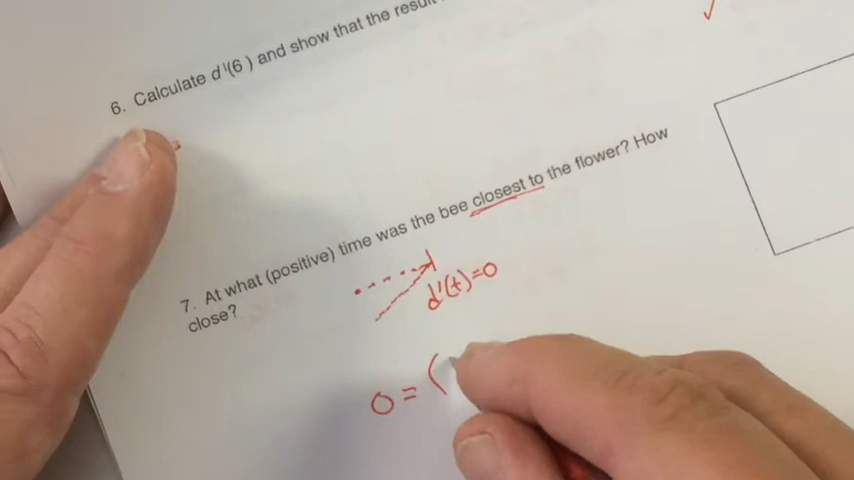 6. Calculate d'(6) and show that the result
7. At what (positive) time was the bee closest to the flower? How
close?
d'(t)=0
0 = (